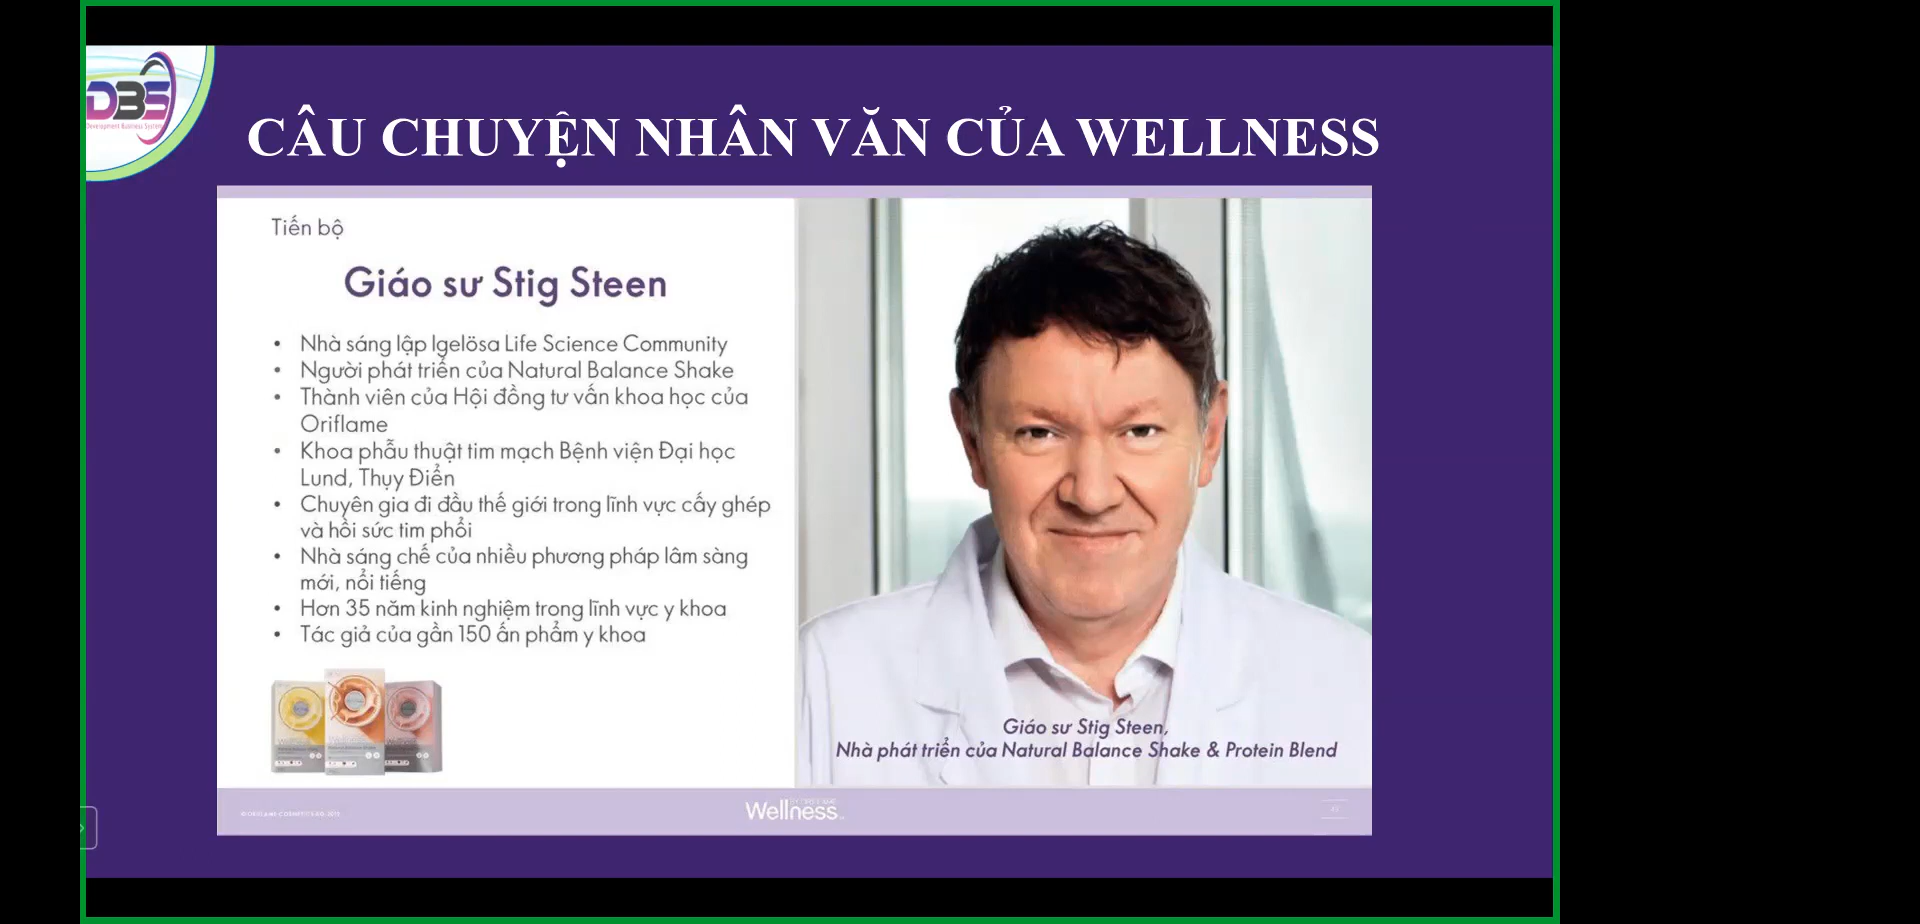 DBS
Development Business System
CÂU CHUYỆN NHÂN VĂN CỦA WELLNESS
Tiến bộ
Giáo sư Stig Steen
• Nhà sáng lập Igelösa Life Science Community
• Người phát triển của Natural Balance Shake
• Thành viên của Hội đồng tư vấn khoa học của
Oriflame
• Khoa phẫu thuật tim mạch Bệnh viện Đại học
Lund, Thụy Điển
• Chuyên gia đi đầu thế giới trong lĩnh vực cấy ghép
và hồi sức tim phổi
• Nhà sáng chế của nhiều phương pháp lâm sàng
mới, nổi tiếng
• Hơn 35 năm kinh nghiệm trong lĩnh vực y khoa
• Tác giả của gần 150 ấn phẩm y khoa
Giáo sư Stig Steen,
Nhà phát triển của Natural Balance Shake & Protein Blend
Wellness